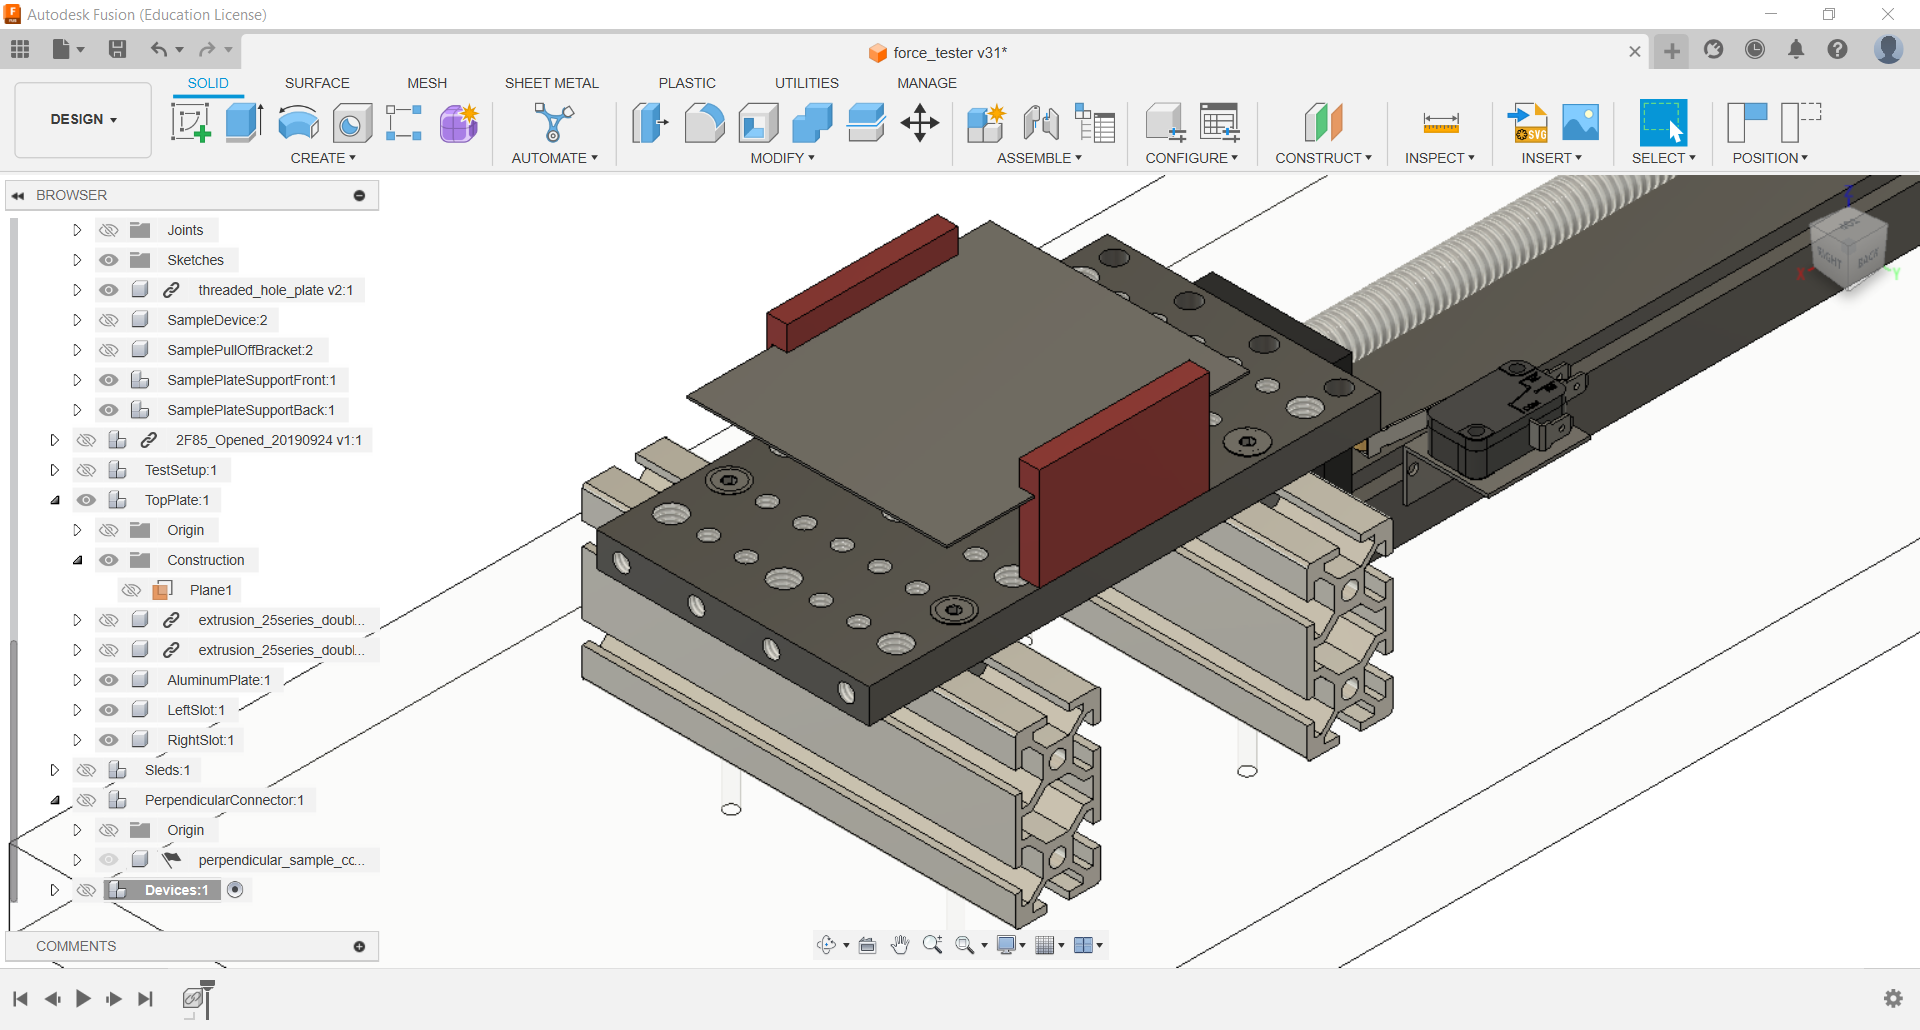 Autodesk Fusion (Education License)
force_tester v31*
DESIGN
SOLID
SURFACE
MESH
SHEET METAL
PLASTIC
UTILITIES
MANAGE
CREATE
AUTOMATE
MODIFY
ASSEMBLE
CONFIGURE
CONSTRUCT
INSPECT
SVG
INSERT
SELECT
POSITION
BROWSER
Joints
Sketches
threaded_hole_plate v2:1
SampleDevice:2
SamplePullOffBracket:2
SamplePlateSupportFront:1
SamplePlateSupportBack:1
2F85_Opened_20190924 v1:1
TestSetup:1
TopPlate:1
Origin
Construction
Plane1
extrusion_25series_doubl...
extrusion_25series_doubl...
AluminumPlate:1
LeftSlot:1
RightSlot:1
Sleds:1
PerpendicularConnector:1
Origin
perpendicular_sample_cc...
Devices:1
COMMENTS
Z
TOP
RIGHT
BACK
X
Y
COM